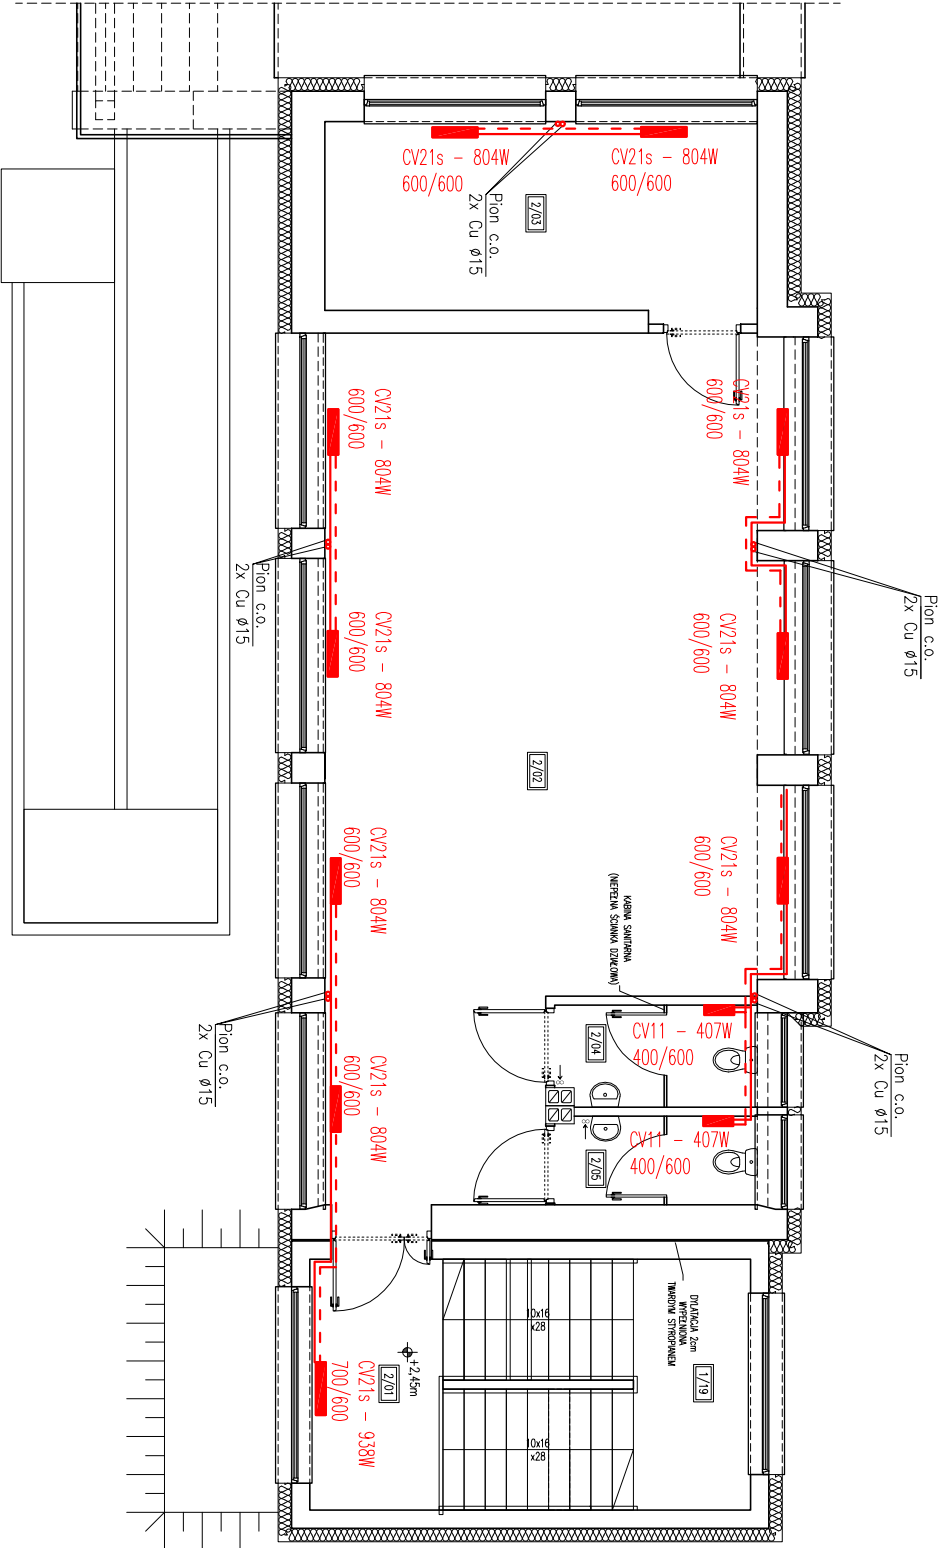 CV21s - 804W
600/600
CV21s - 804W
600/600
Pion c.o.
2x Cu ø15
2/03
CV21s - 804W
600/600
CV21s - 804W
600/600
Pion c.o.
2x Cu ø15
Pion c.o.
2x Cu ø15
CV21s - 804W
600/600
CV21s - 804W
600/600
2/02
CV21s - 804W
600/600
CV21s - 804W
600/600
KABINA SANITARNA
(NIEPEŁNA ŚCIANKA DZIAŁOWA)
Pion c.o.
2x Cu ø15
Pion c.o.
2x Cu ø15
CV21s - 804W
600/600
2/04
CV11 - 407W
400/600
2/05
CV11 - 407W
400/600
DYLATACJA 2cm
WYPEŁNIONA
TWARDYM STYROPIANEM
10x16
x28
10x16
x28
1/19
+2,45m
2/01
CV21s - 938W
700/600